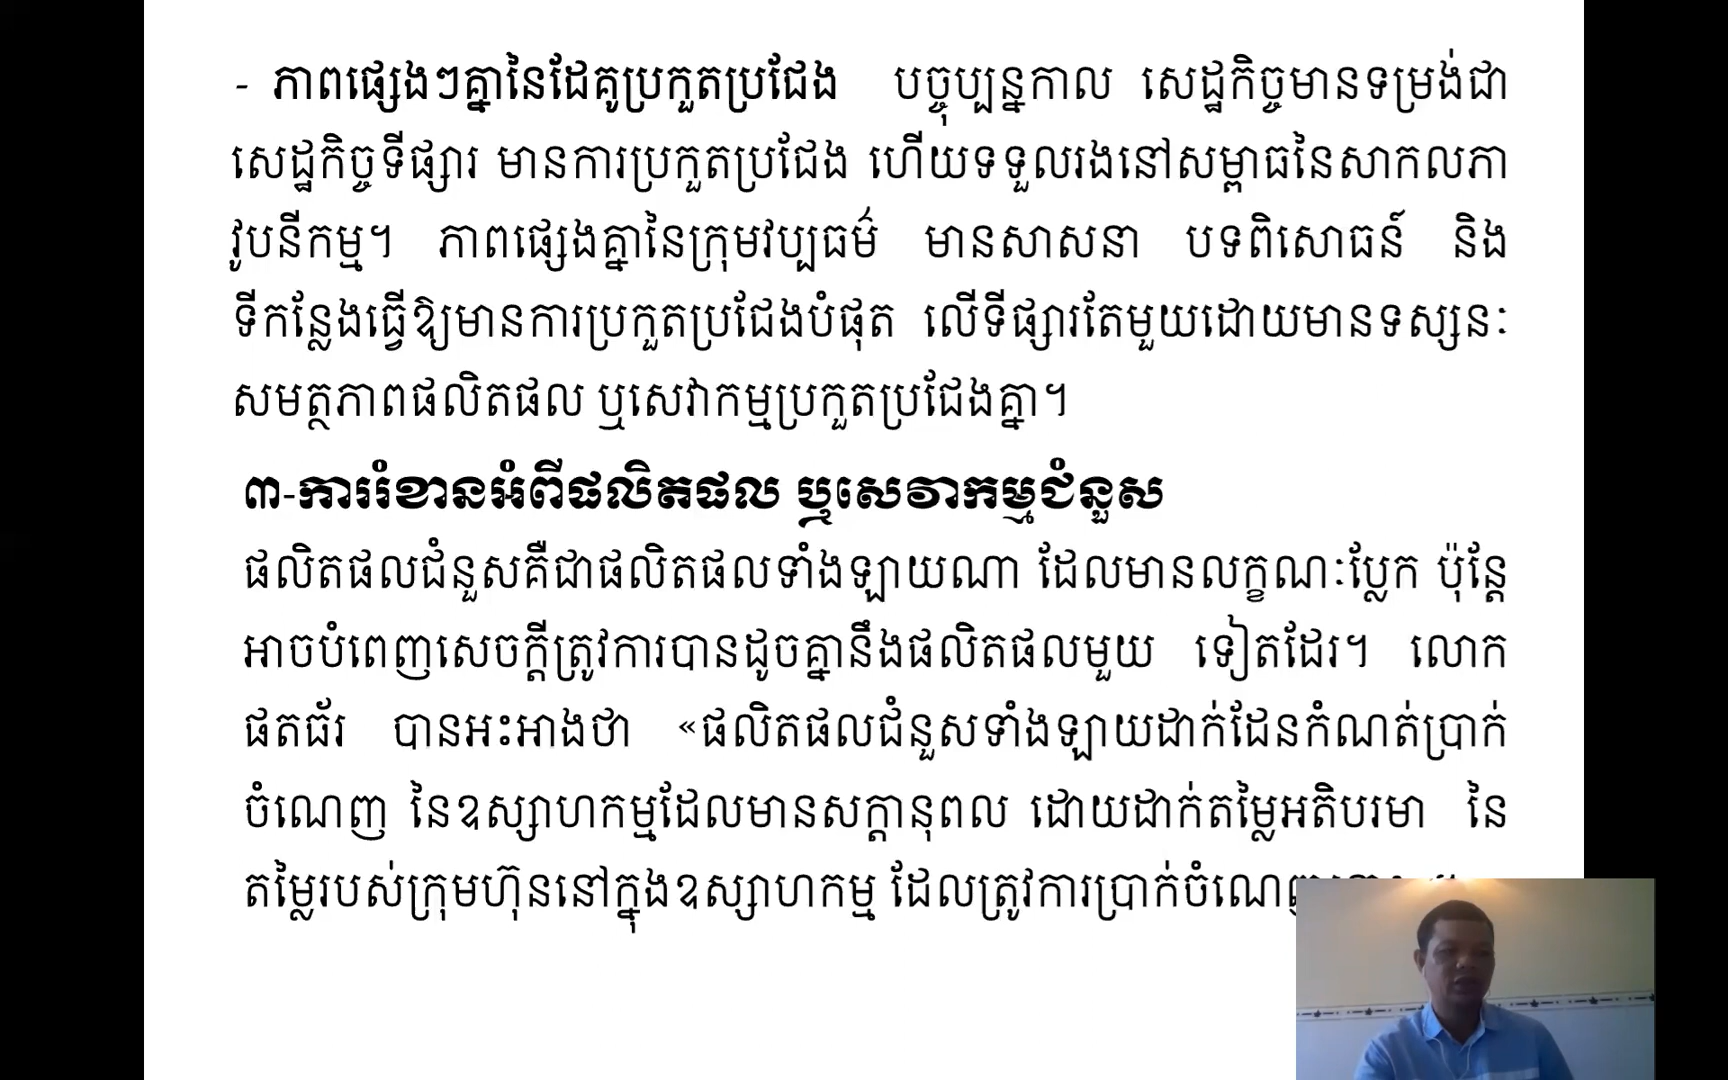 - ភាពផ្សេងៗគ្នានៃដៃគូប្រកួតប្រជែង បច្ចុប្បន្នកាល សេដ្ឋកិច្ចមានទម្រង់ជា
សេដ្ឋកិច្ចទីផ្សារ មានការប្រកួតប្រជែង ហើយទទួលរងនៅសម្ពាធនៃសាកលភា
វូបនីកម្ម។ ភាពផ្សេងគ្នានៃក្រុមវប្បធម៌ មានសាសនា បទពិសោធន៍ និង
ទីកន្លែងធ្វើឱ្យមានការប្រកួតប្រជែងបំផុត លើទីផ្សារតែមួយដោយមានទស្សនៈ
សមត្ថភាពផលិតផល ឬសេវាកម្មប្រកួតប្រជែងគ្នា។
៣-ការរំខានអំពីផលិតផល ឬសេវាកម្មជំនួស
ផលិតផលជំនួសគឺជាផលិតផលទាំងឡាយណា ដែលមានលក្ខណៈប្លែក ប៉ុន្តែ
អាចបំពេញសេចក្តីត្រូវការបានដូចគ្នានឹងផលិតផលមួយ ទៀតដែរ។ លោក
ផតធ័រ បានអះអាងថា «ផលិតផលជំនួសទាំងឡាយដាក់ដែនកំណត់ប្រាក់
ចំណេញ នៃឧស្សាហកម្មដែលមានសក្តានុពល ដោយដាក់តម្លៃអតិបរមា នៃ
តម្លៃរបស់ក្រុមហ៊ុននៅក្នុងឧស្សាហកម្ម ដែលត្រូវការប្រាក់ចំណេញ